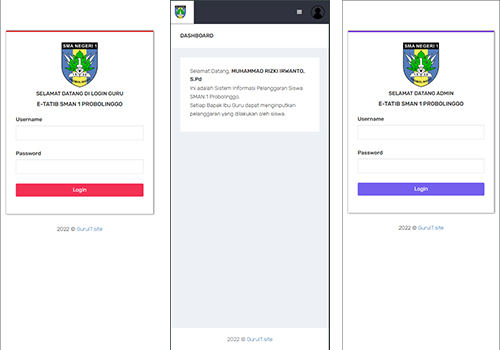 SMA NEGERI 1
SELAMAT DATANG DI LOGIN GURU
E-TATIB SMAN 1 PROBOLINGGO
Username
Password
Login
2022 © GuruIT.site
DASHBOARD
Selamat Datang, MUHAMMAD RIZKI IRWANTO,
S.Pd
Ini adalah Sistem Informasi Pelanggaran Siswa
SMAN 1 Probolinggo.
Setiap Bapak Ibu Guru dapat menginputkan
pelanggaran yang dilakukan oleh siswa.
2022 © GuruIT.site
SMA NEGERI 1
SELAMAT DATANG ADMIN
E-TATIB SMAN 1 PROBOLINGGO
Username
Password
Login
2022 © GuruIT.site